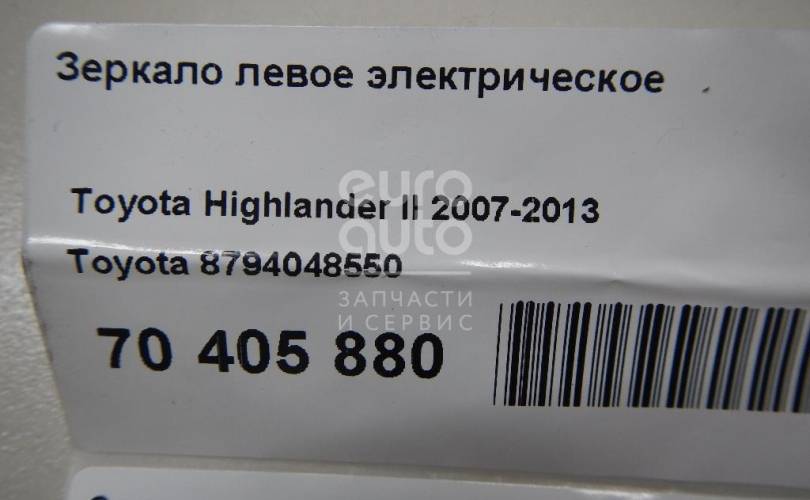 Зеркало левое электрическое
Toyota Highlander II 2007-2013
Toyota 8794048550
70 405 880
euro
auto
ЗАПЧАСТИ
И СЕРВИС